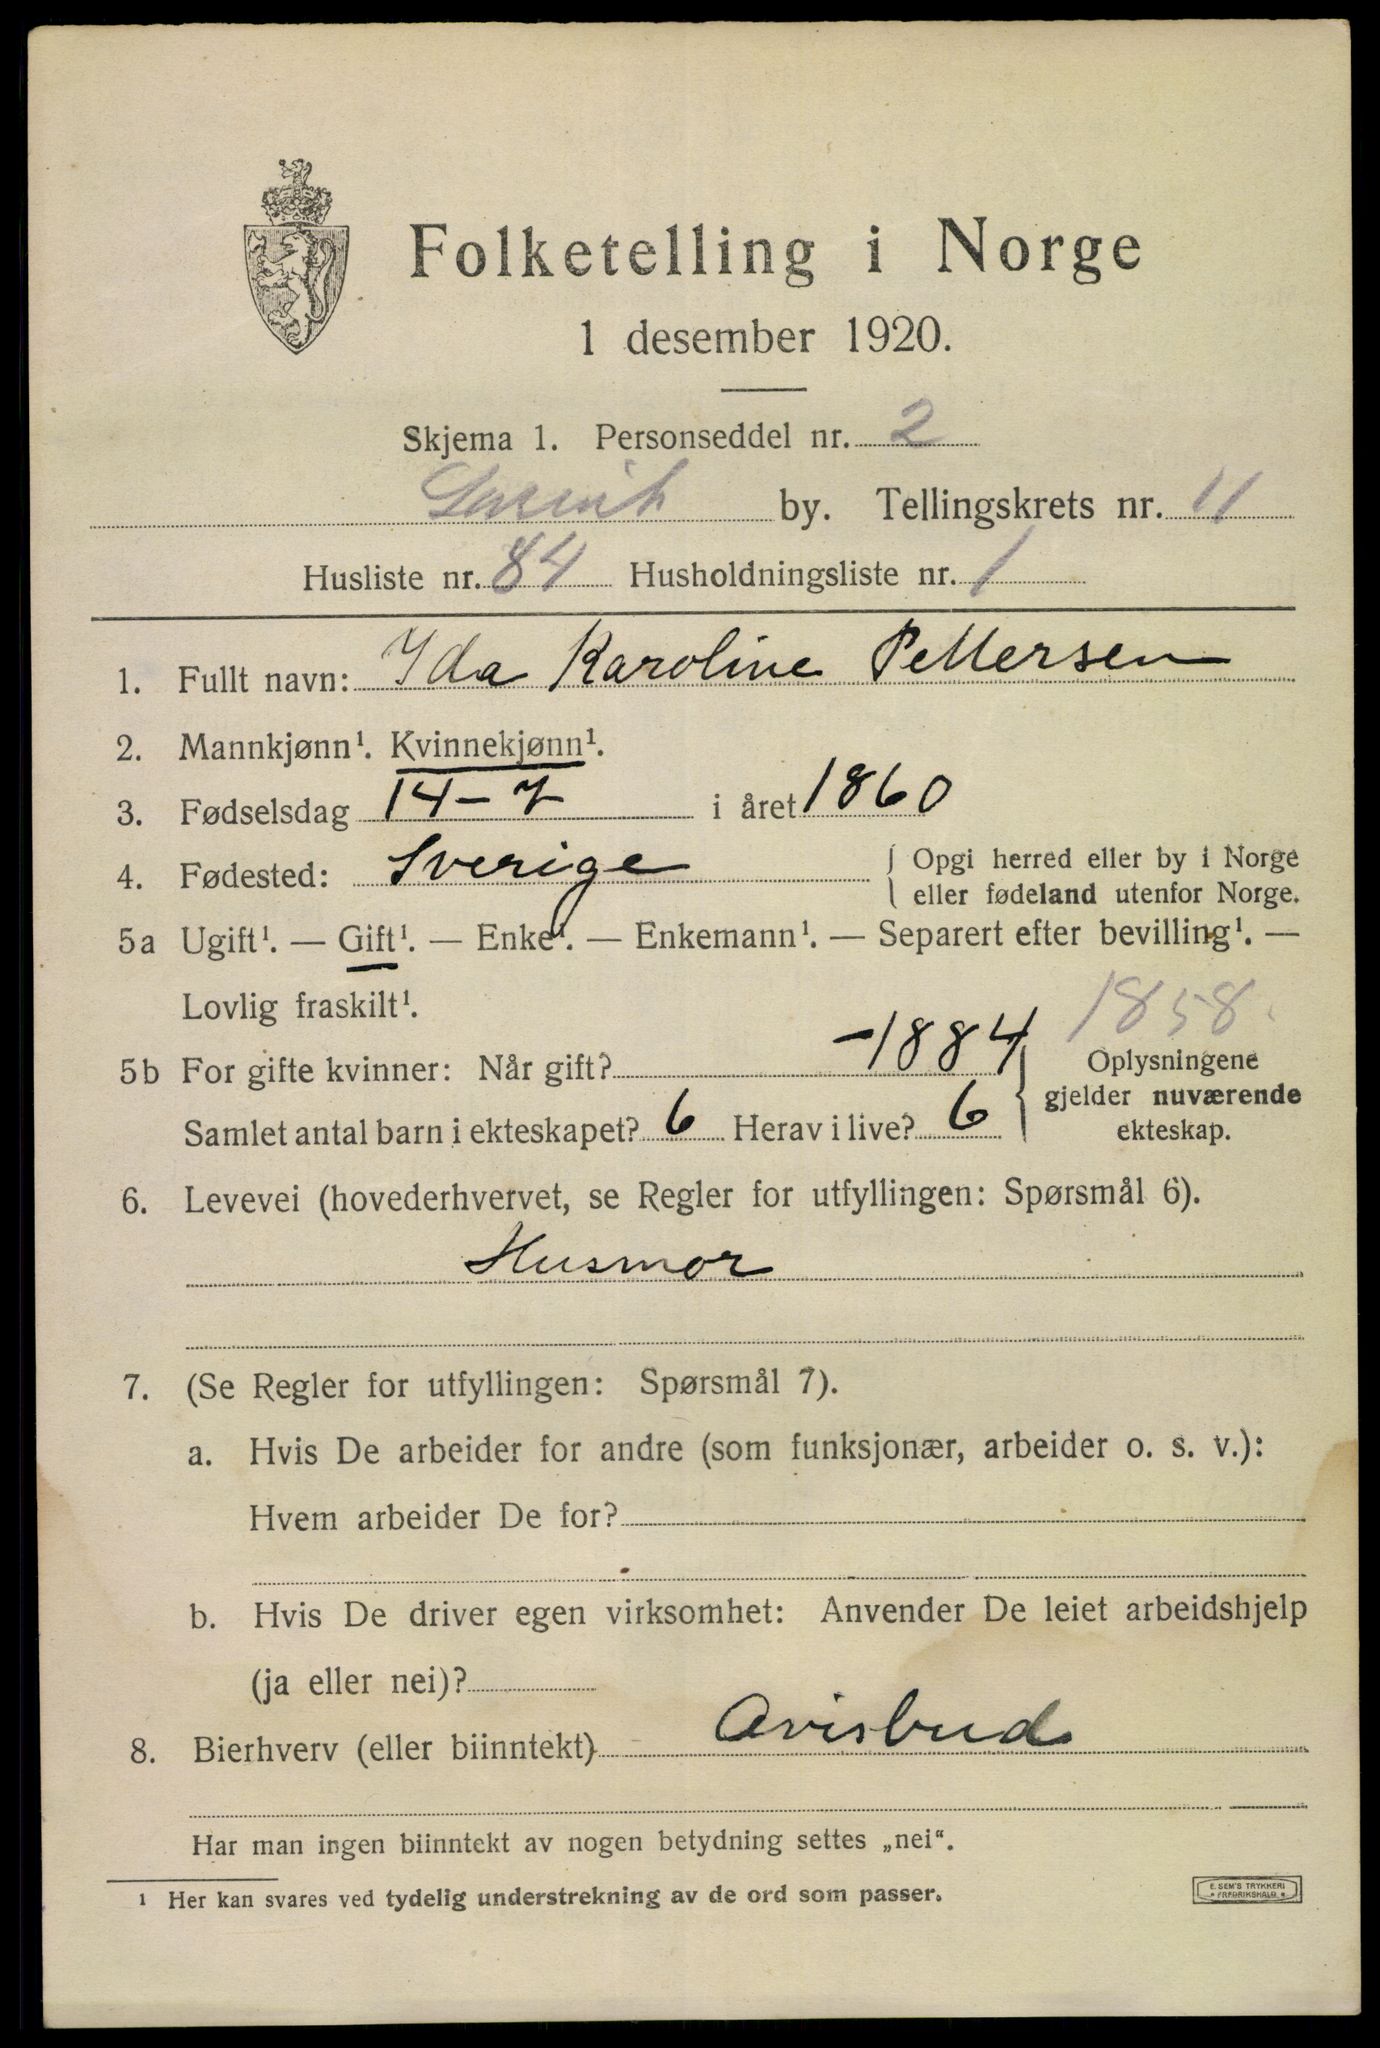 Folketelling i Norge
1 desember 1920.
Skjema 1. Personseddel nr. 2
Larvik by. Tellingskrets nr. 11
Husliste nr. 84 Husholdningsliste nr. 1
1. Fullt navn: Ida Karoline Pettersen
2. Mannkjønn¹. Kvinnekjønn¹.
3. Fødselsdag 14-7 i året 1860
4. Fødested: Sverige { Opgi herred eller by i Norge
eller fødeland utenfor Norge.
5a Ugift¹. — Gift¹. — Enke¹. — Enkemann¹. — Separert efter bevilling¹. —
Lovlig fraskilt¹. 1858.
5b For gifte kvinner: Når gift? -1884
Samlet antal barn i ekteskapet? 6 Herav i live? 6
} Oplysningene
gjelder nuværende
ekteskap.
6. Levevei (hovederhvervet, se Regler for utfyllingen: Spørsmål 6).
Husmor
7. (Se Regler for utfyllingen: Spørsmål 7).
a. Hvis De arbeider for andre (som funksjonær, arbeider o. s. v.):
Hvem arbeider De for?
b. Hvis De driver egen virksomhet: Anvender De leiet arbeidshjelp
(ja eller nei)?
8. Bierhverv (eller biinntekt) Avisbud
Har man ingen biinntekt av nogen betydning settes „nei“.
¹ Her kan svares ved tydelig understrekning av de ord som passer.
E. SEM'S TRYKKERI
* FREDRIKSHALD *